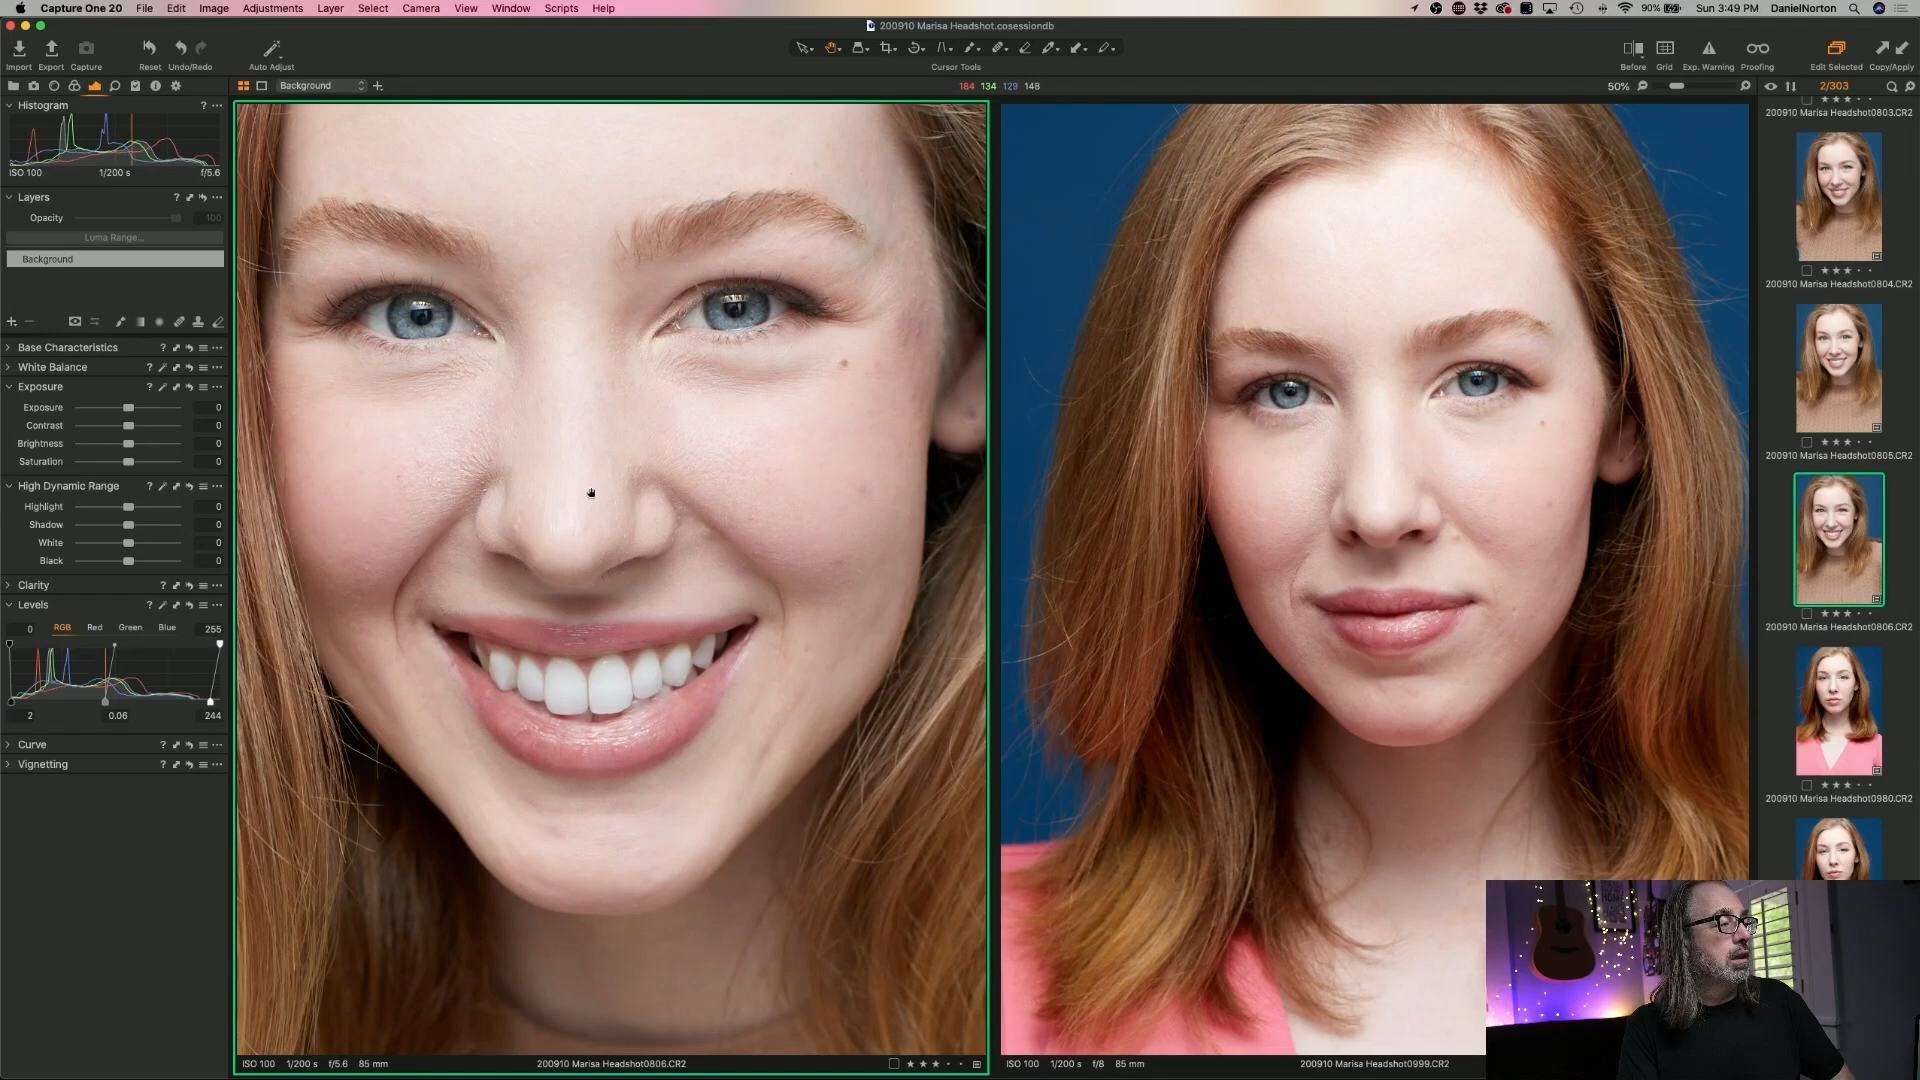 Capture One 20 File Edit Image Adjustments Layer Select Camera View Window Scripts Help
90% Sun 3:49 PM DanielNorton
200910 Marisa Headshot.cosessiondb
Import Export Capture Reset Undo/Redo Auto Adjust Cursor Tools Before Grid Exp. Warning Proofing Edit Selected Copy/Apply
Background
184 134 129 148
50%
2/303
Histogram ?
ISO 100 1/200 s f/5.6
Layers ?
Opacity 100
Luma Range...
Background
Base Characteristics ?
White Balance ?
Exposure ?
Exposure 0
Contrast 0
Brightness 0
Saturation 0
High Dynamic Range ?
Highlight 0
Shadow 0
White 0
Black 0
Clarity ?
Levels ?
0 RGB Red Green Blue 255
2 0.06 244
Curve ?
Vignetting ?
ISO 100 1/200 s f/5.6 85 mm 200910 Marisa Headshot0806.CR2
ISO 100 1/200 s f/8 85 mm 200910 Marisa Headshot0999.CR2
200910 Marisa Headshot0803.CR2
200910 Marisa Headshot0804.CR2
200910 Marisa Headshot0805.CR2
200910 Marisa Headshot0806.CR2
200910 Marisa Headshot0980.CR2